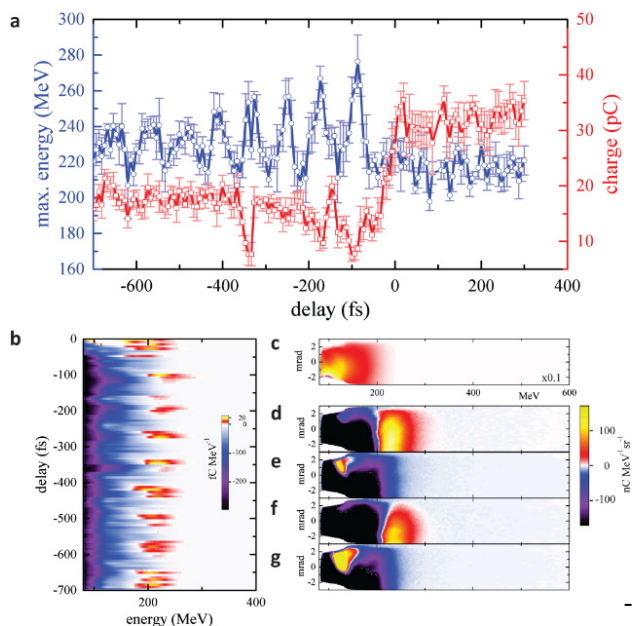 a
300
280
260
240
220
200
180
160
max. energy (MeV)
50
40
30
20
10
charge (pC)
-600 -400 -200 0 200 400
delay (fs)
b
0
-100
-200
-300
-400
-500
-600
-700
delay (fs)
20
0
-100
-200
fC MeV⁻¹
200 400
energy (MeV)
c
mrad
2
0
-2
x0.1
200 MeV 400 600
d
mrad
2
0
-2
e
mrad
2
0
-2
f
mrad
2
0
-2
g
mrad
2
0
-2
100
0
-100
nC MeV⁻¹ sr⁻¹